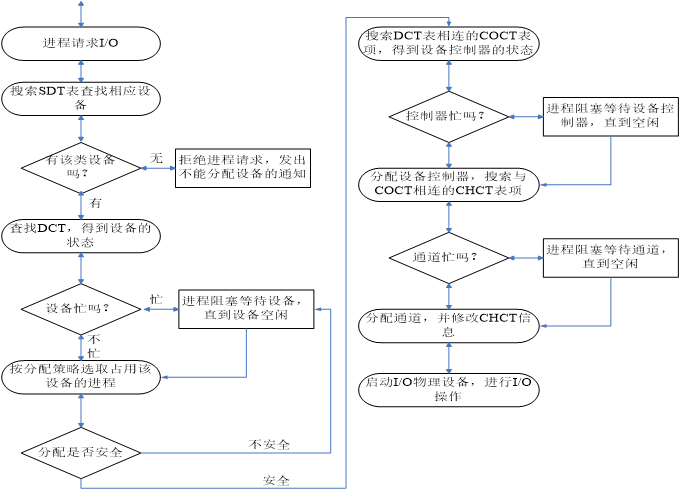 进程请求I/O
搜索SDT表查找相应设
备
有该类设备
吗？
无
拒绝进程请求，发出
不能分配设备的通知
有
查找DCT，得到设备的
状态
设备忙吗？
忙
进程阻塞等待设备，
直到设备空闲
不
忙
按分配策略选取占用该
设备的进程
分配是否安全
不安全
安全
搜索DCT表相连的COCT表
项，得到设备控制器的状态
控制器忙吗？
进程阻塞等待设备控
制器，直到空闲
分配设备控制器，搜索与
COCT相连的CHCT表项
通道忙吗？
进程阻塞等待通道，
直到空闲
分配通道，并修改CHCT信
息
启动I/O物理设备，进行I/O
操作